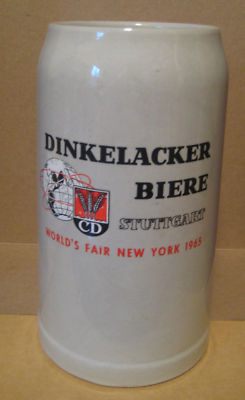 DINKELACKER
BIERE
CD
STUTTGART
WORLD'S FAIR NEW YORK 1965